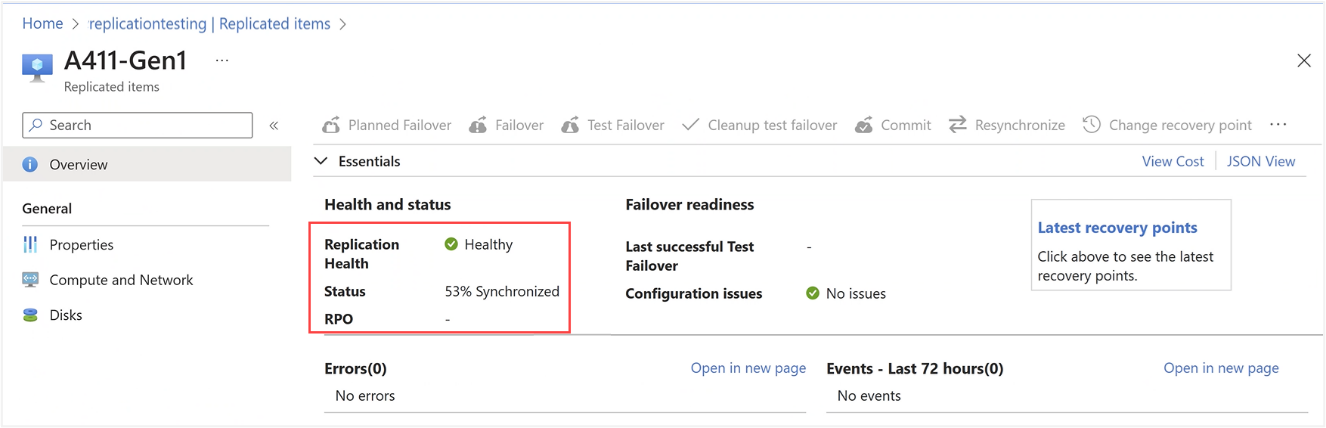 Home > replicationtesting | Replicated items >
A411-Gen1 ...
Replicated items
Search «
Planned Failover Failover Test Failover Cleanup test failover Commit Resynchronize Change recovery point ...
Overview
Essentials
View Cost JSON View
General
Properties
Compute and Network
Disks
Health and status
Replication Health Healthy
Status 53% Synchronized
RPO -
Failover readiness
Last successful Test Failover -
Configuration issues No issues
Latest recovery points
Click above to see the latest
recovery points.
Errors(0) Open in new page
No errors
Events - Last 72 hours(0) Open in new page
No events